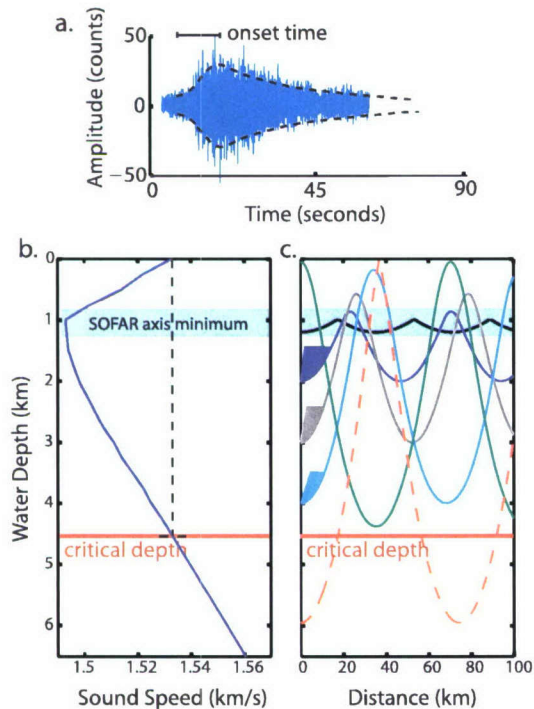 a.
onset time
50
0
−50
Amplitude (counts)
0
45
90
Time (seconds)
b.
c.
0
1
2
3
4
5
6
Water Depth (km)
SOFAR axis minimum
critical depth
critical depth
1.5
1.52
1.54
1.56
Sound Speed (km/s)
0
20
40
60
80
100
Distance (km)